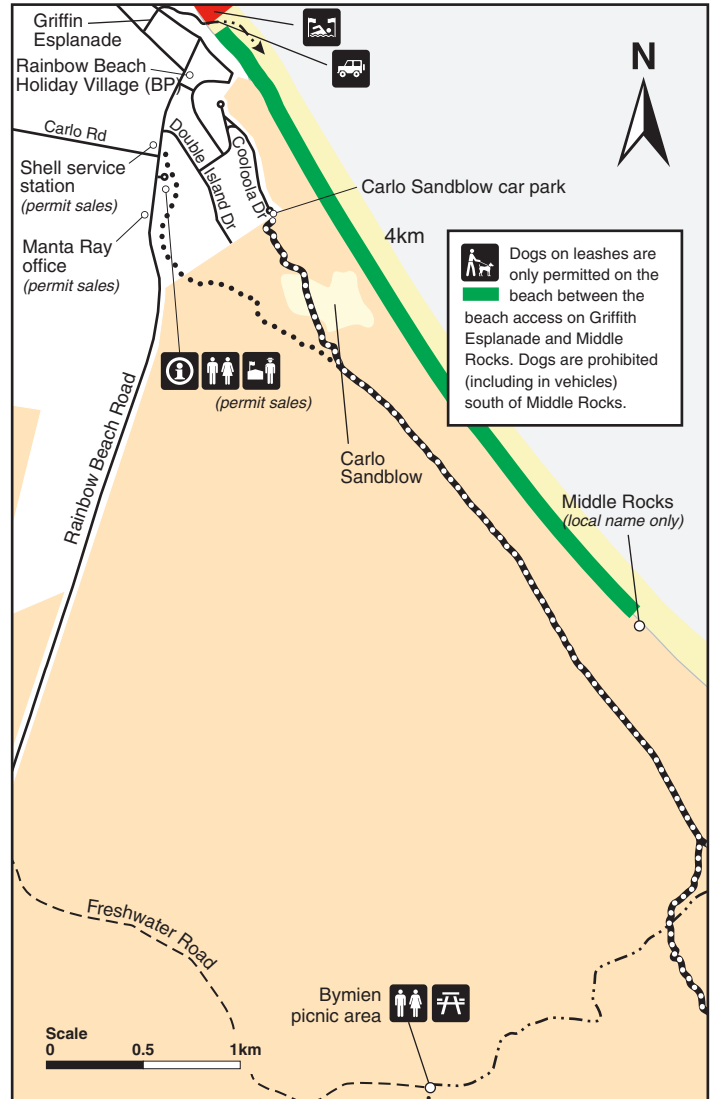 Griffin
Esplanade
Rainbow Beach
Holiday Village (BP)
N
Carlo Rd
Double Island Dr
Cooloola Dr
Shell service
station
(permit sales)
Carlo Sandblow car park
Manta Ray
office
(permit sales)
4km
Dogs on leashes are
only permitted on the
beach between the
beach access on Griffith
Esplanade and Middle
Rocks. Dogs are prohibited
(including in vehicles)
south of Middle Rocks.
(permit sales)
Rainbow Beach Road
Carlo
Sandblow
Middle Rocks
(local name only)
Freshwater Road
Bymien
picnic area
Scale
0 0.5 1km